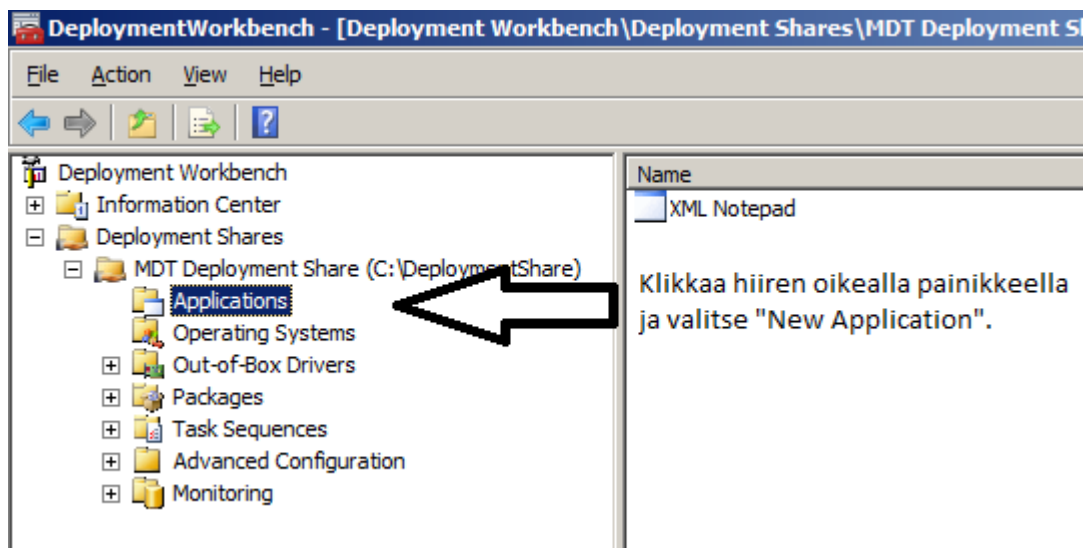 DeploymentWorkbench - [Deployment Workbench\Deployment Shares\MDT Deployment S
File Action View Help
Deployment Workbench
Information Center
Deployment Shares
MDT Deployment Share (C:\DeploymentShare)
Applications
Operating Systems
Out-of-Box Drivers
Packages
Task Sequences
Advanced Configuration
Monitoring
Name
XML Notepad
Klikkaa hiiren oikealla painikkeella
ja valitse "New Application".